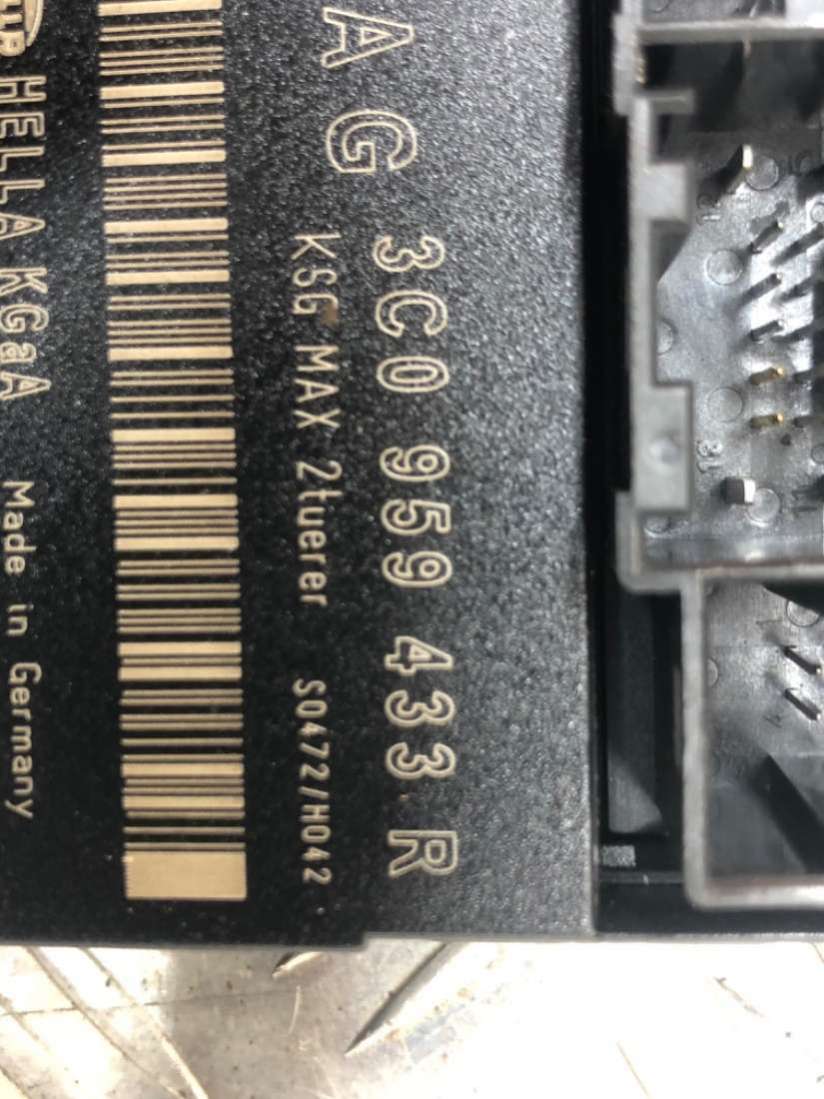 AG
3C0 959 433 R
KSG MAX 2tuerer S0472/H042
HELLA KGaA Made in Germany